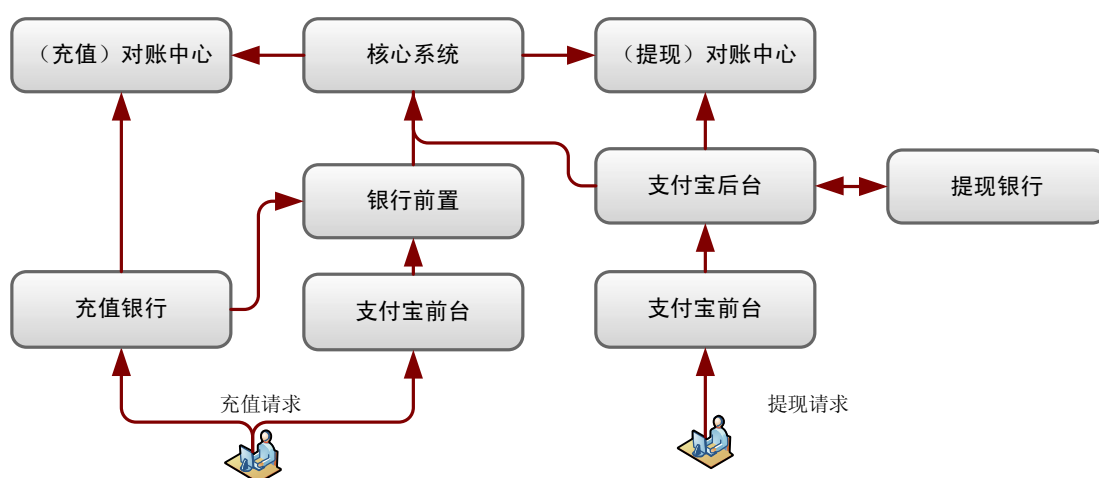 （充值）对账中心
核心系统
（提现）对账中心
银行前置
支付宝后台
提现银行
充值银行
支付宝前台
支付宝前台
充值请求
提现请求